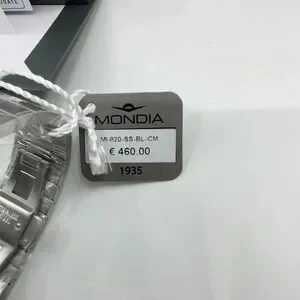 MONDIA
MI-820-SS-BL-CM
€ 460.00
1935